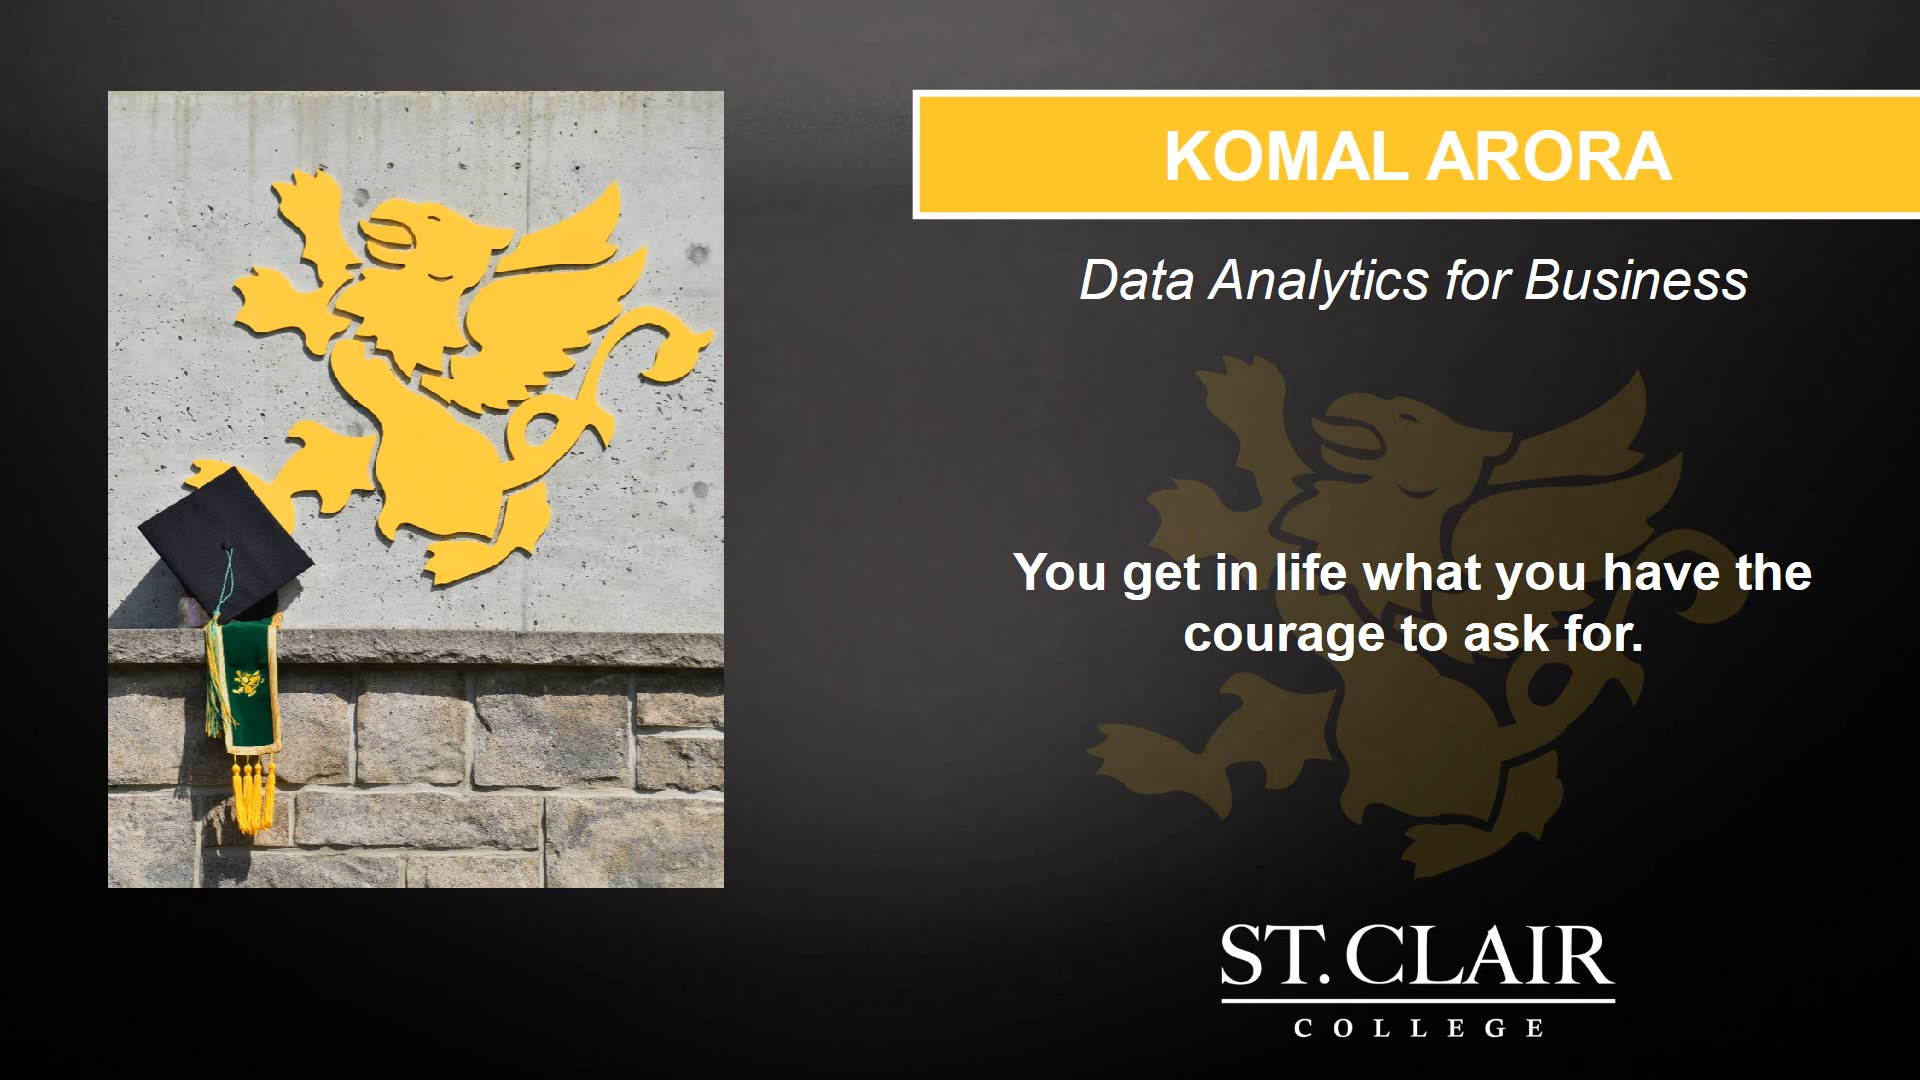 KOMAL ARORA
Data Analytics for Business
You get in life what you have the
courage to ask for.
ST. CLAIR
COLLEGE